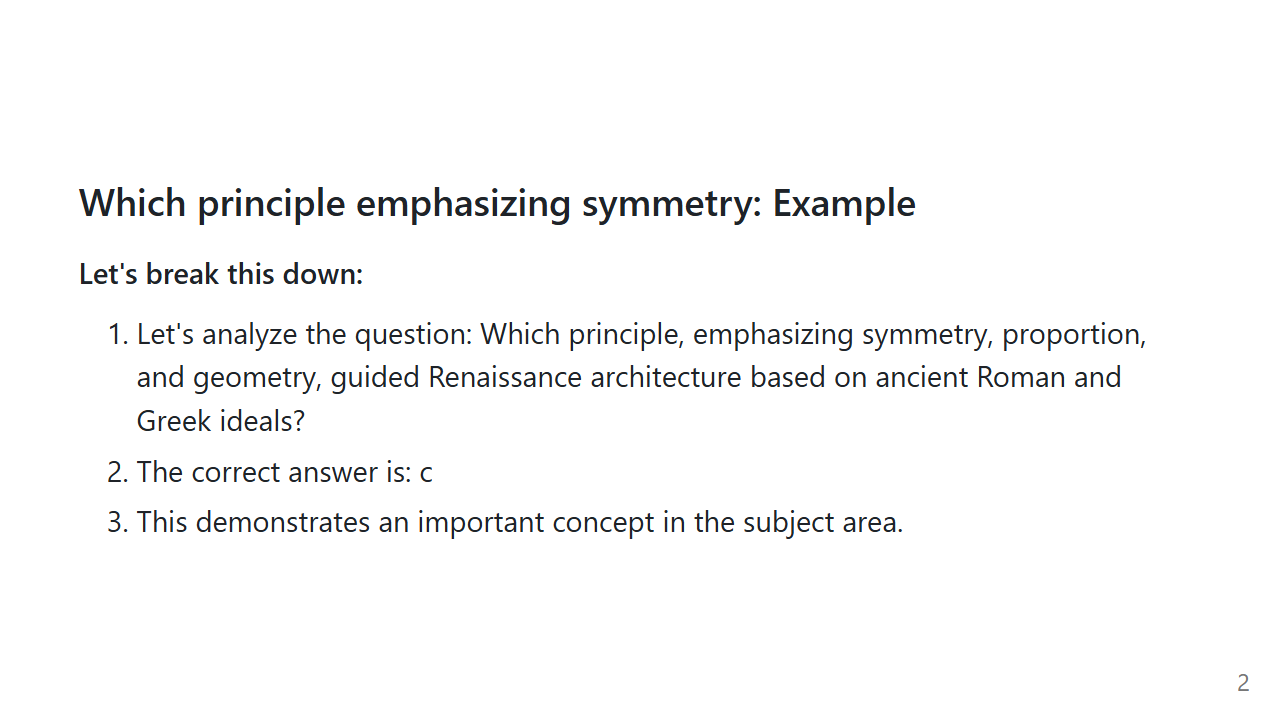 Which principle emphasizing symmetry: Example
Let's break this down:
1. Let's analyze the question: Which principle, emphasizing symmetry, proportion,
and geometry, guided Renaissance architecture based on ancient Roman and
Greek ideals?
2. The correct answer is: c
3. This demonstrates an important concept in the subject area.
2